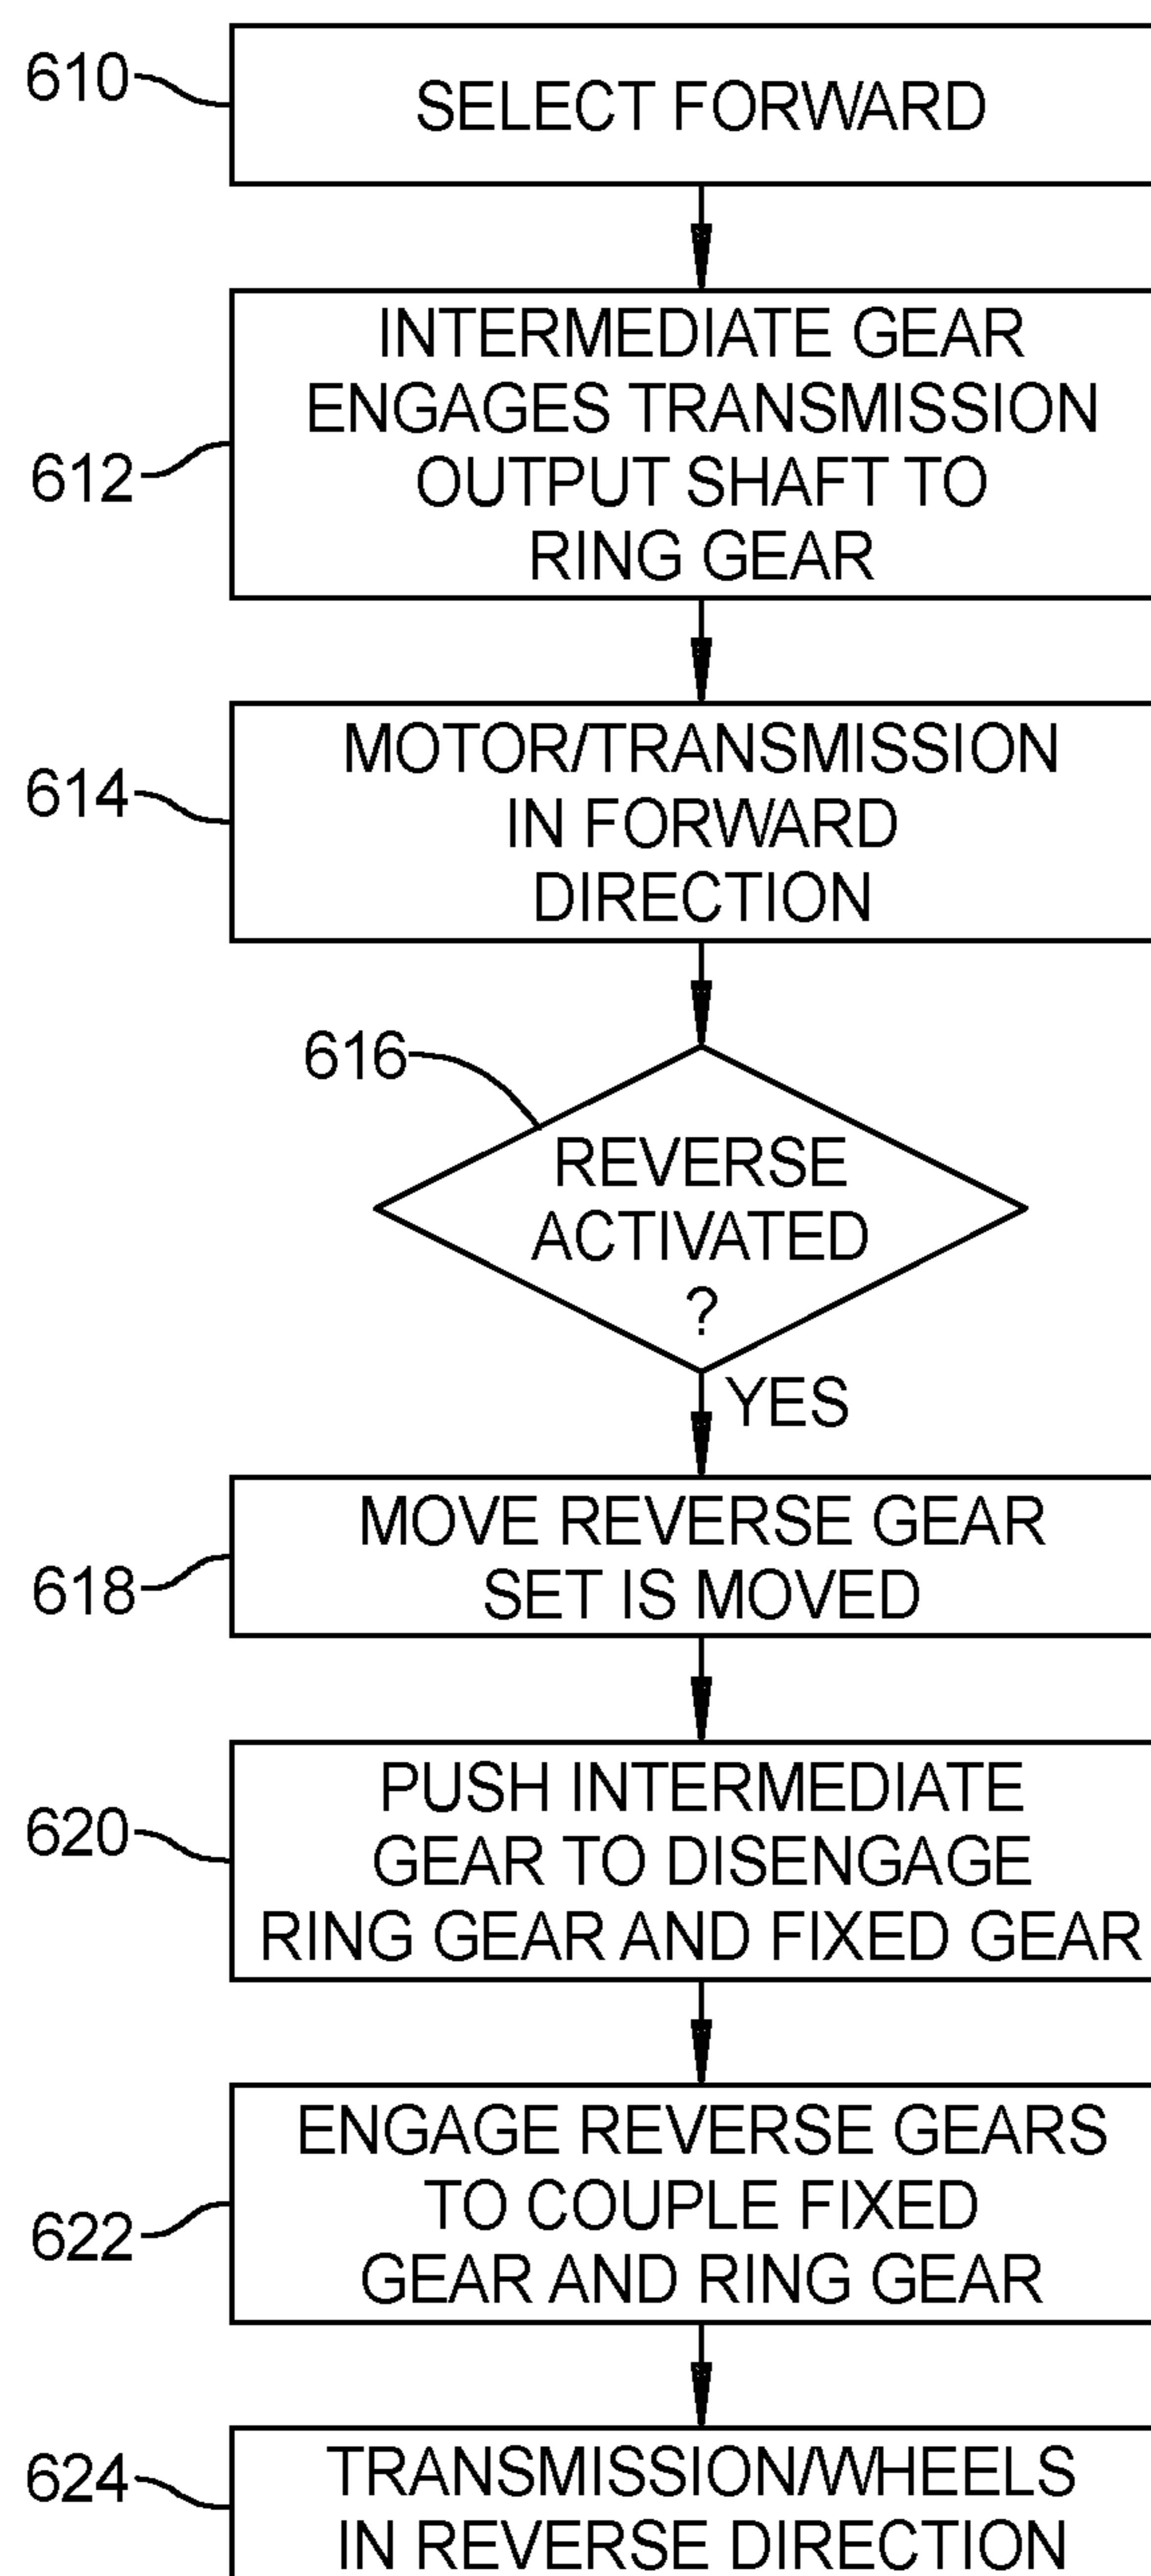 610
SELECT FORWARD
612
INTERMEDIATE GEAR
ENGAGES TRANSMISSION
OUTPUT SHAFT TO
RING GEAR
614
MOTOR/TRANSMISSION
IN FORWARD
DIRECTION
616
REVERSE
ACTIVATED
?
YES
618
MOVE REVERSE GEAR
SET IS MOVED
620
PUSH INTERMEDIATE
GEAR TO DISENGAGE
RING GEAR AND FIXED GEAR
622
ENGAGE REVERSE GEARS
TO COUPLE FIXED
GEAR AND RING GEAR
624
TRANSMISSION/WHEELS
IN REVERSE DIRECTION